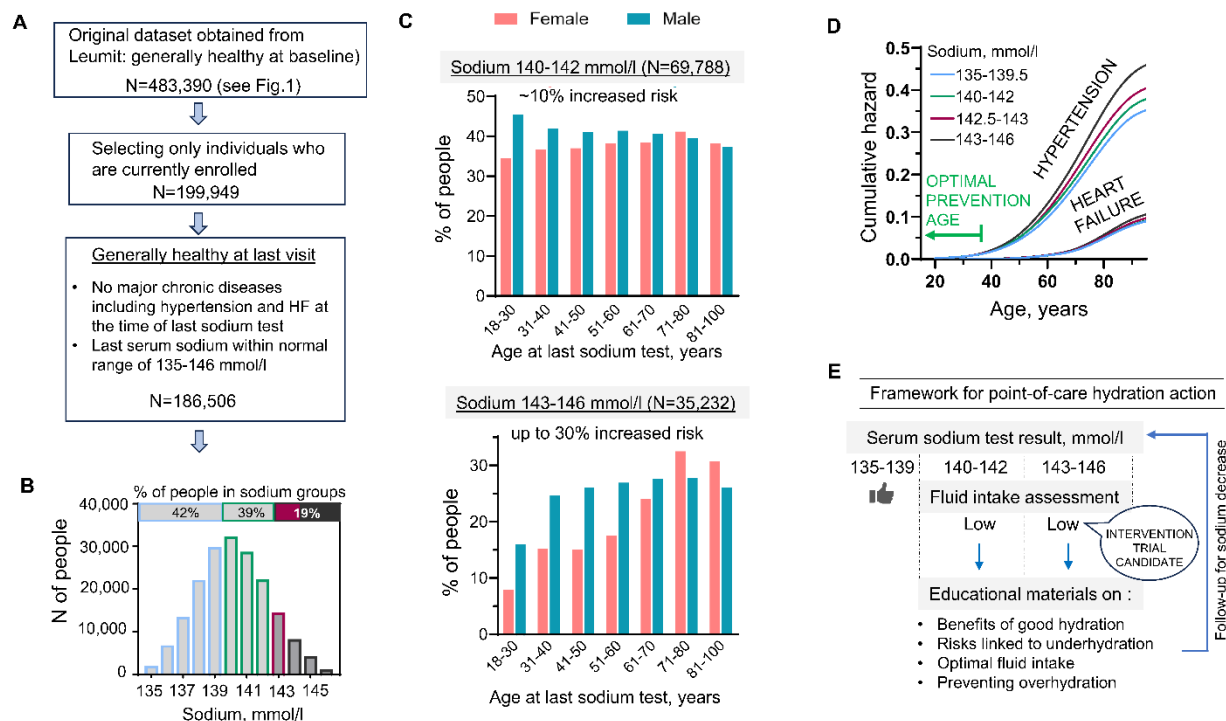 A
Original dataset obtained from
Leumit: generally healthy at baseline)
N=483,390 (see Fig.1)
Selecting only individuals who
are currently enrolled
N=199,949
Generally healthy at last visit
• No major chronic diseases
including hypertension and HF at
the time of last sodium test
• Last serum sodium within normal
range of 135-146 mmol/l
N=186,506
B
% of people in sodium groups
42% 39% 19%
40,000
30,000
20,000
10,000
0
N of people
135 137 139 141 143 145
Sodium, mmol/l
C
Female Male
Sodium 140-142 mmol/l (N=69,788)
~10% increased risk
50
40
30
20
10
0
% of people
18-30 31-40 41-50 51-60 61-70 71-80 81-100
Age at last sodium test, years
Sodium 143-146 mmol/l (N=35,232)
up to 30% increased risk
30
20
10
0
% of people
18-30 31-40 41-50 51-60 61-70 71-80 81-100
Age at last sodium test, years
D
Sodium, mmol/l
135-139.5
140-142
142.5-143
143-146
0.5
0.4
0.3
0.2
0.1
0.0
Cumulative hazard
HYPERTENSION
HEART
FAILURE
OPTIMAL
PREVENTION
AGE
20 40 60 80
Age, years
E
Framework for point-of-care hydration action
Serum sodium test result, mmol/l
135-139 140-142 143-146
Fluid intake assessment
Low Low
INTERVENTION
TRIAL
CANDIDATE
Educational materials on :
• Benefits of good hydration
• Risks linked to underhydration
• Optimal fluid intake
• Preventing overhydration
Follow-up for sodium decrease